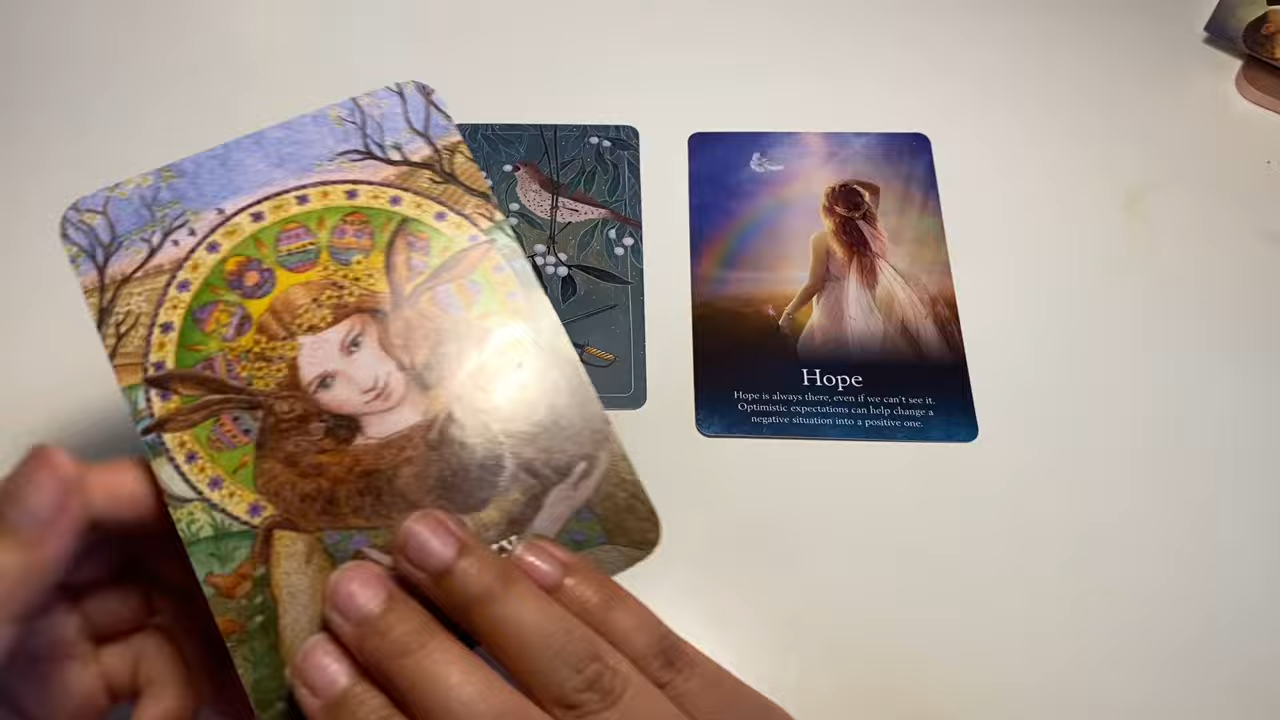 Hope
Hope is always there, even if we can't see it.
Optimistic expectations can help change a
negative situation into a positive one.